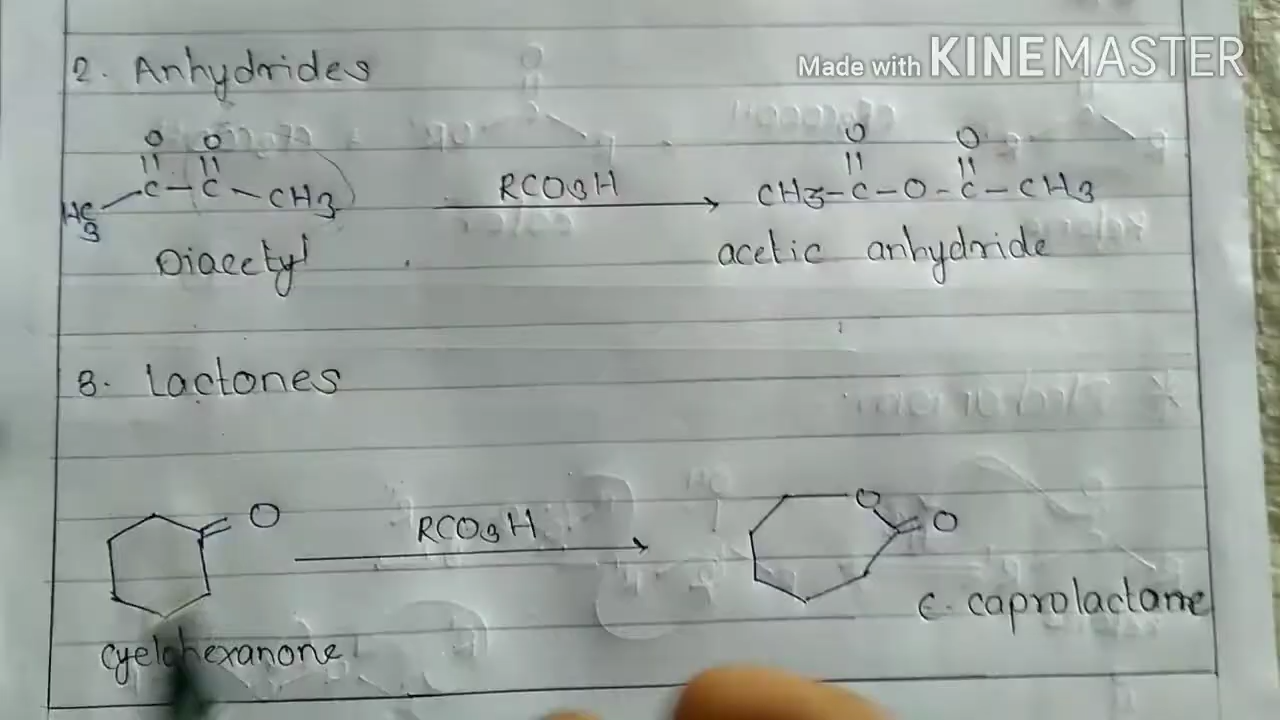 Made with KINEMASTER
2. Anhydrides
O O O O
H3C C - C CH3 RCO3H CH3 - C - O - C - CH3
Diacetyl acetic anhydride
3. Lactones
O RCO3H O O
cyclohexanone ε. caprolactone